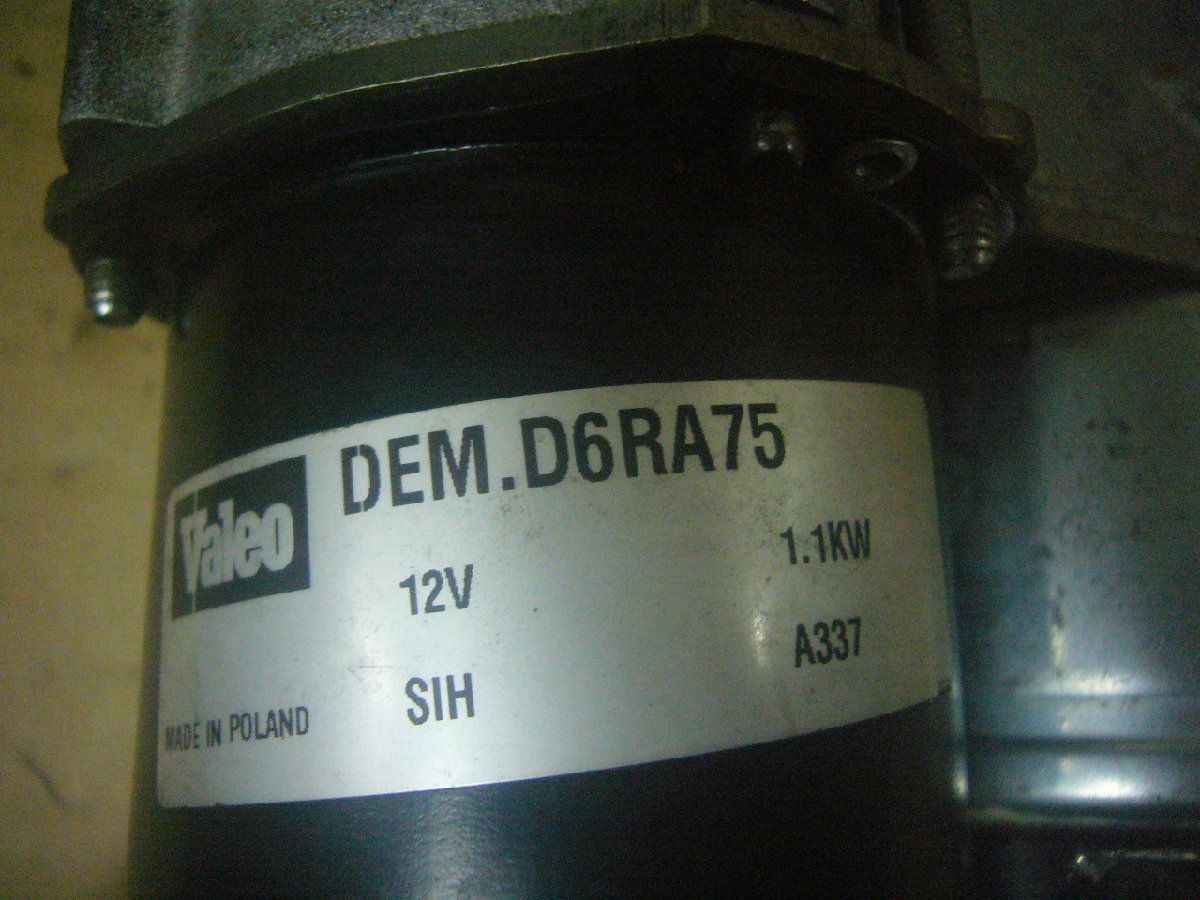 DEM.D6RA75
Valeo
12V 1.1KW
SIH A337
MADE IN POLAND